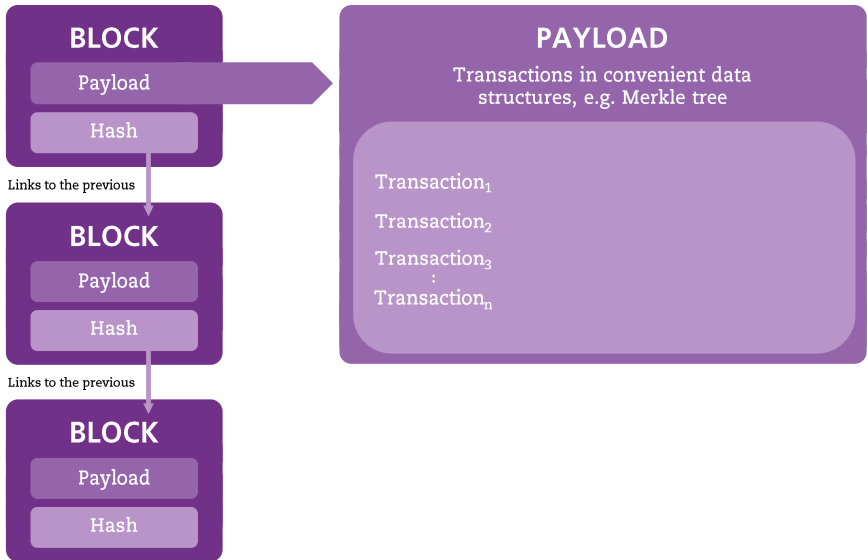 BLOCK
Payload
Hash
Links to the previous
BLOCK
Payload
Hash
Links to the previous
BLOCK
Payload
Hash
PAYLOAD
Transactions in convenient data
structures, e.g. Merkle tree
Transaction₁
Transaction₂
Transaction₃
:
Transactionₙ